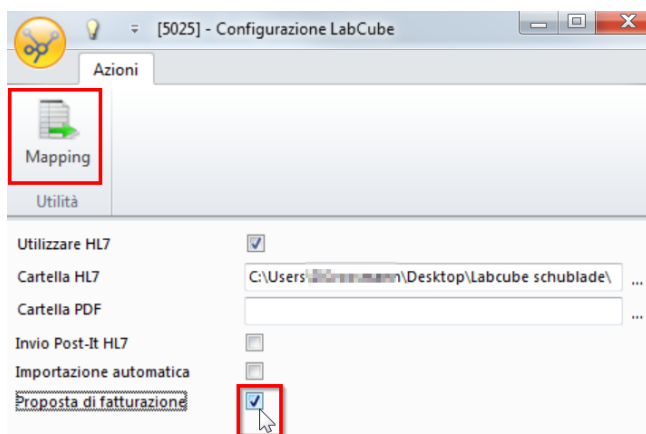 [5025] - Configurazione LabCube
Azioni
Mapping
Utilità
Utilizzare HL7
Cartella HL7 C:\Users\ n\Desktop\Labcube schublade\ ...
Cartella PDF ...
Invio Post-It HL7
Importazione automatica
Proposta di fatturazione